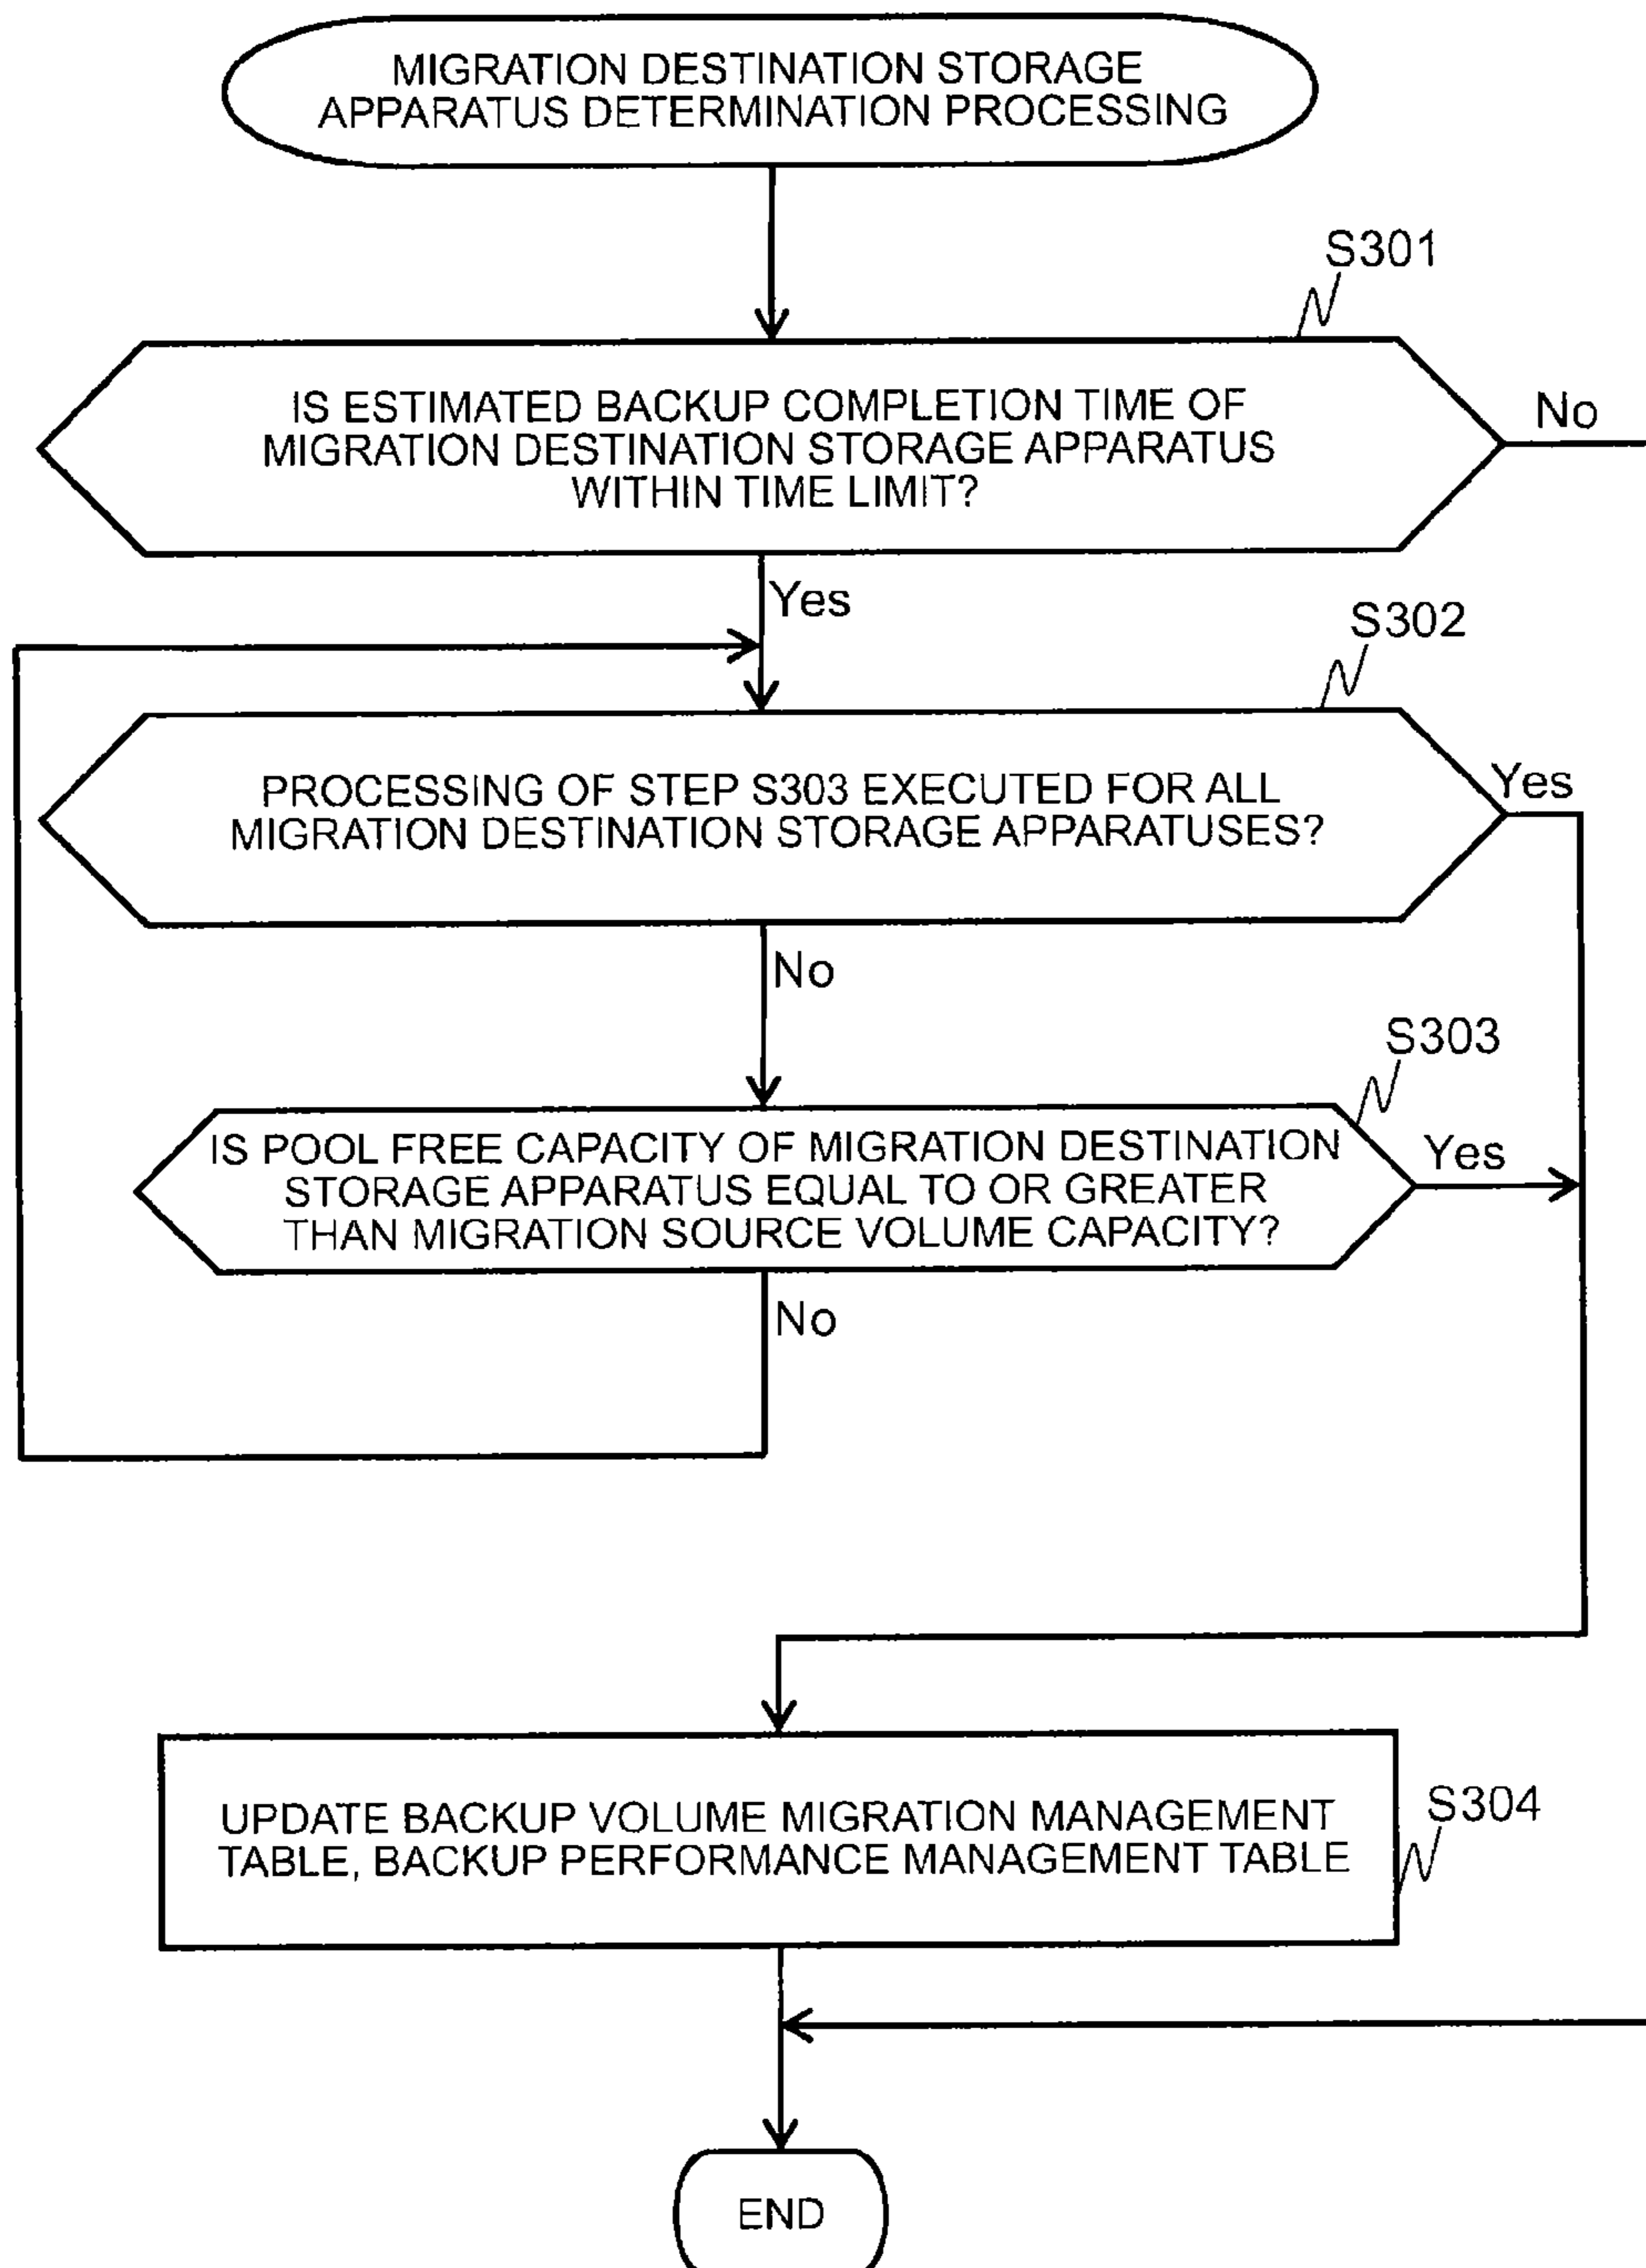 MIGRATION DESTINATION STORAGE
APPARATUS DETERMINATION PROCESSING
S301
IS ESTIMATED BACKUP COMPLETION TIME OF
MIGRATION DESTINATION STORAGE APPARATUS
WITHIN TIME LIMIT?
No
Yes
S302
PROCESSING OF STEP S303 EXECUTED FOR ALL
MIGRATION DESTINATION STORAGE APPARATUSES?
Yes
No
S303
IS POOL FREE CAPACITY OF MIGRATION DESTINATION
STORAGE APPARATUS EQUAL TO OR GREATER
THAN MIGRATION SOURCE VOLUME CAPACITY?
Yes
No
UPDATE BACKUP VOLUME MIGRATION MANAGEMENT
TABLE, BACKUP PERFORMANCE MANAGEMENT TABLE
S304
END